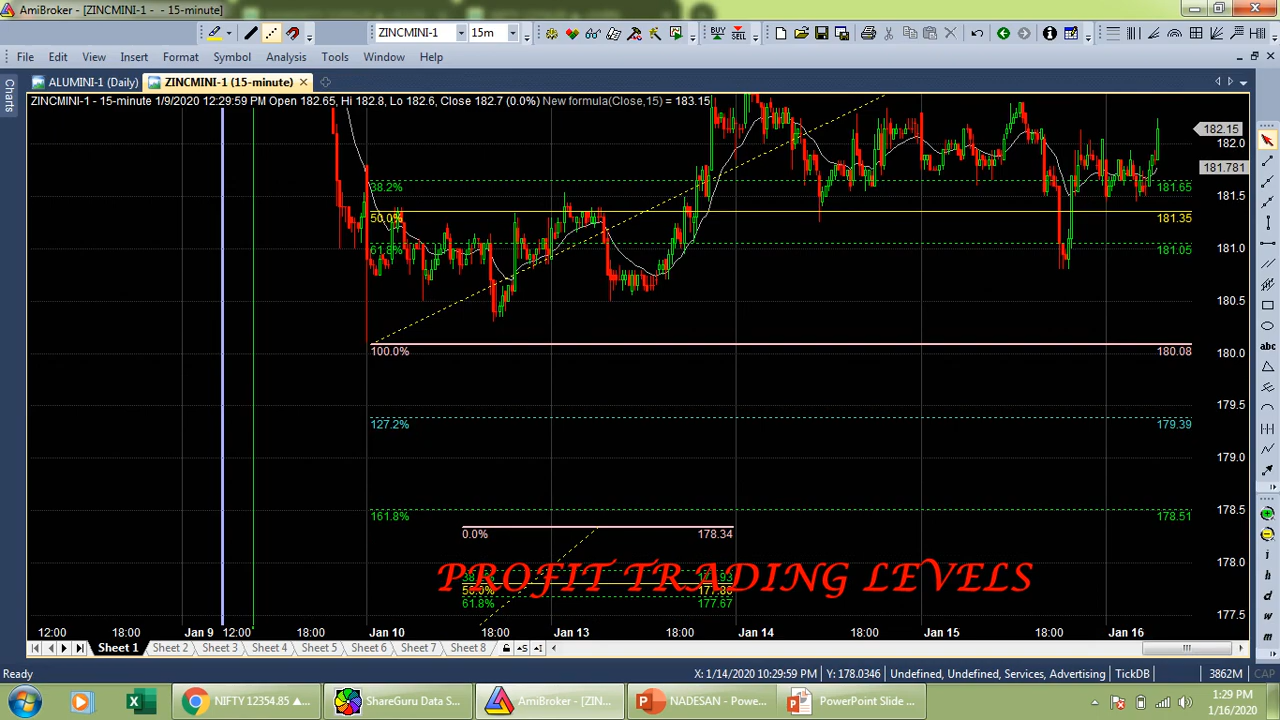 AmiBroker - [ZINCMINI-1 - - 15-minute]
ZINCMINI-1
15m
BUY SELL
File Edit View Insert Format Symbol Analysis Tools Window Help
ALUMINI-1 (Daily) ZINCMINI-1 (15-minute)
Charts
ZINCMINI-1 - 15-minute 1/9/2020 12:29:59 PM Open 182.65, Hi 182.8, Lo 182.6, Close 182.7 (0.0%) New formula(Close,15) = 183.15
182.15
182.0
181.781
38.2% 181.65
181.5
50.0% 181.35
61.8% 181.05
181.0
180.5
100.0% 180.08
180.0
179.5
127.2% 179.39
179.0
161.8% 178.51
178.5
0.0% 178.34
178.0
50.0%
61.8% 177.67
177.5
PROFIT TRADING LEVELS
12:00 18:00 Jan 9 12:00 18:00 Jan 10 18:00 Jan 13 18:00 Jan 14 18:00 Jan 15 18:00 Jan 16
Sheet 1 Sheet 2 Sheet 3 Sheet 4 Sheet 5 Sheet 6 Sheet 7 Sheet 8
abc
i
h
d
w
m
Ready X: 1/14/2020 10:29:59 PM Y: 178.0346 Undefined, Undefined, Services, Advertising TickDB 3862M CAP
NIFTY 12354.85 ▲... ShareGuru Data S... AmiBroker - [ZIN... NADESAN - Powe... PowerPoint Slide ...
1:29 PM
1/16/2020